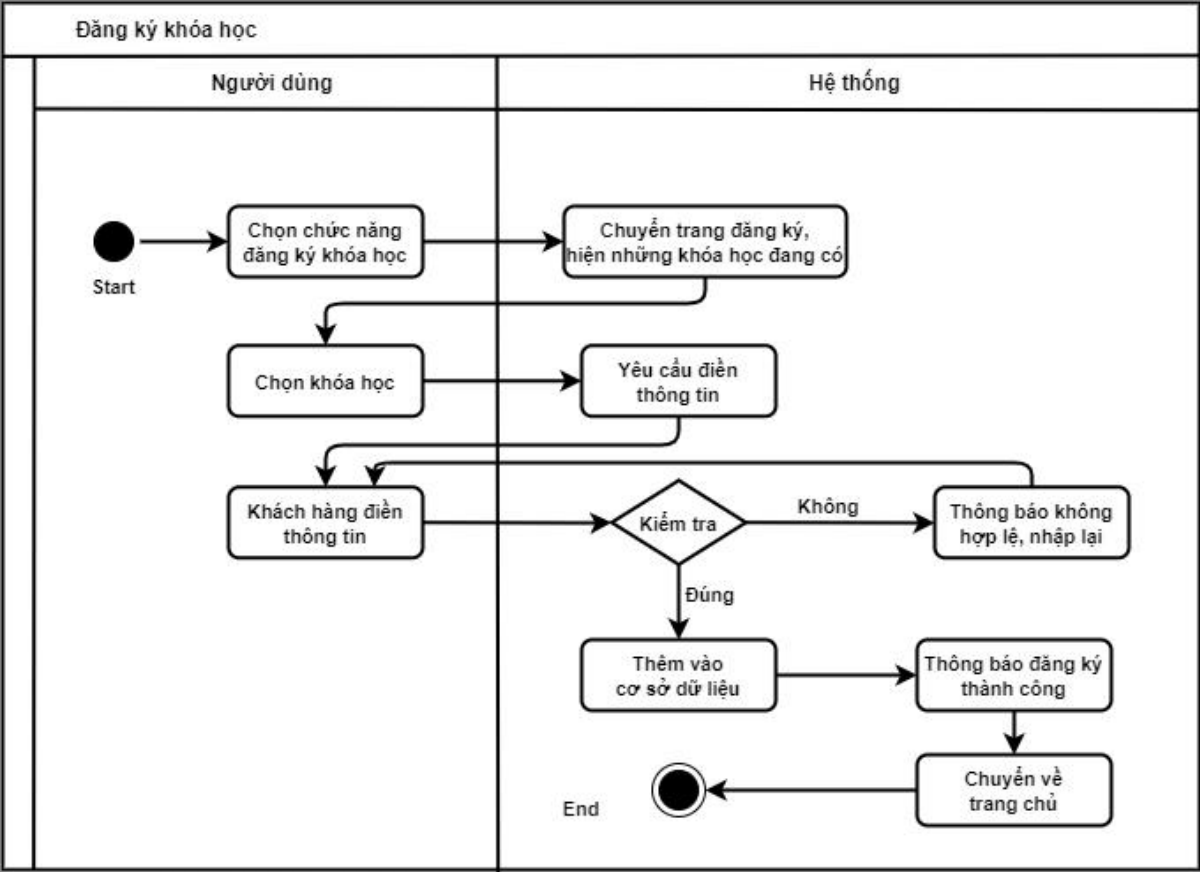 Đăng ký khóa học
Người dùng
Hệ thống
Start
Chọn chức năng
đăng ký khóa học
Chuyển trang đăng ký,
hiện những khóa học đang có
Chọn khóa học
Yêu cầu điền
thông tin
Khách hàng điền
thông tin
Kiểm tra
Không
Thông báo không
hợp lệ, nhập lại
Đúng
Thêm vào
cơ sở dữ liệu
Thông báo đăng ký
thành công
Chuyển về
trang chủ
End